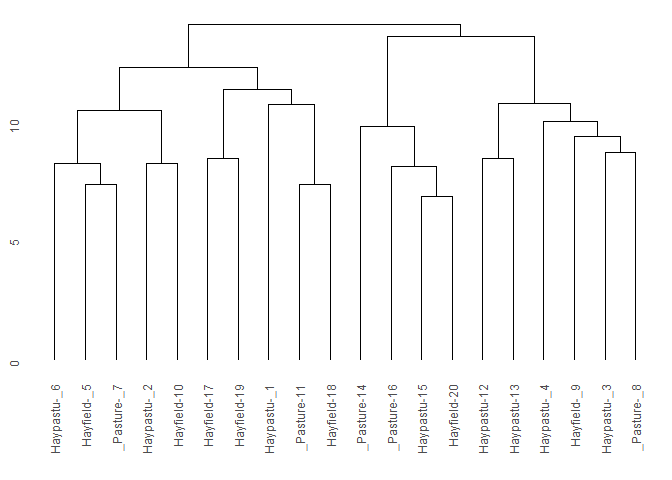 10
5
0
Haypastu-_6
Hayfield-_5
_Pasture-_7
Haypastu-_2
Hayfield-10
Hayfield-17
Hayfield-19
Haypastu-_1
_Pasture-11
Hayfield-18
_Pasture-14
_Pasture-16
Haypastu-15
Hayfield-20
Haypastu-12
Haypastu-13
Haypastu-_4
Hayfield-_9
Haypastu-_3
_Pasture-_8